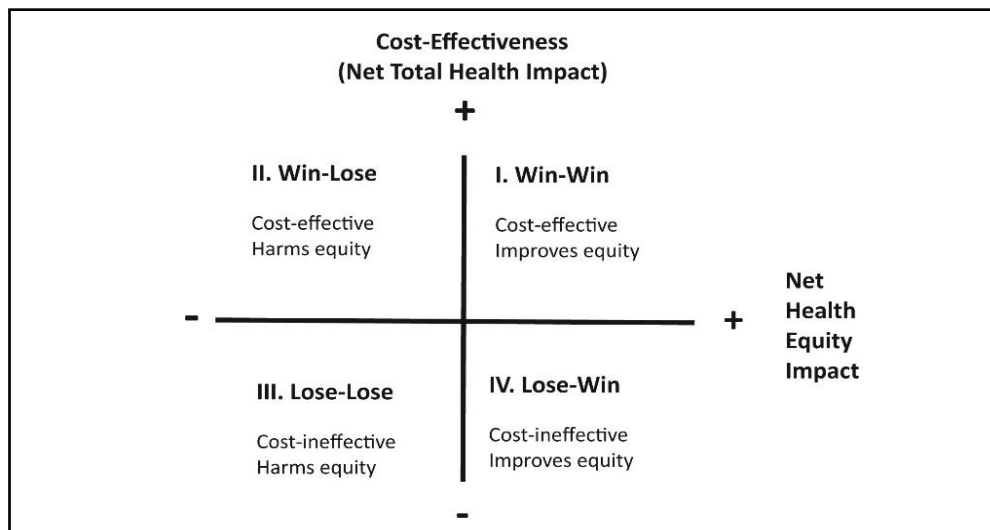 Cost-Effectiveness
(Net Total Health Impact)
+
II. Win-Lose
Cost-effective
Harms equity
I. Win-Win
Cost-effective
Improves equity
-
+
Net
Health
Equity
Impact
III. Lose-Lose
Cost-ineffective
Harms equity
IV. Lose-Win
Cost-ineffective
Improves equity
-